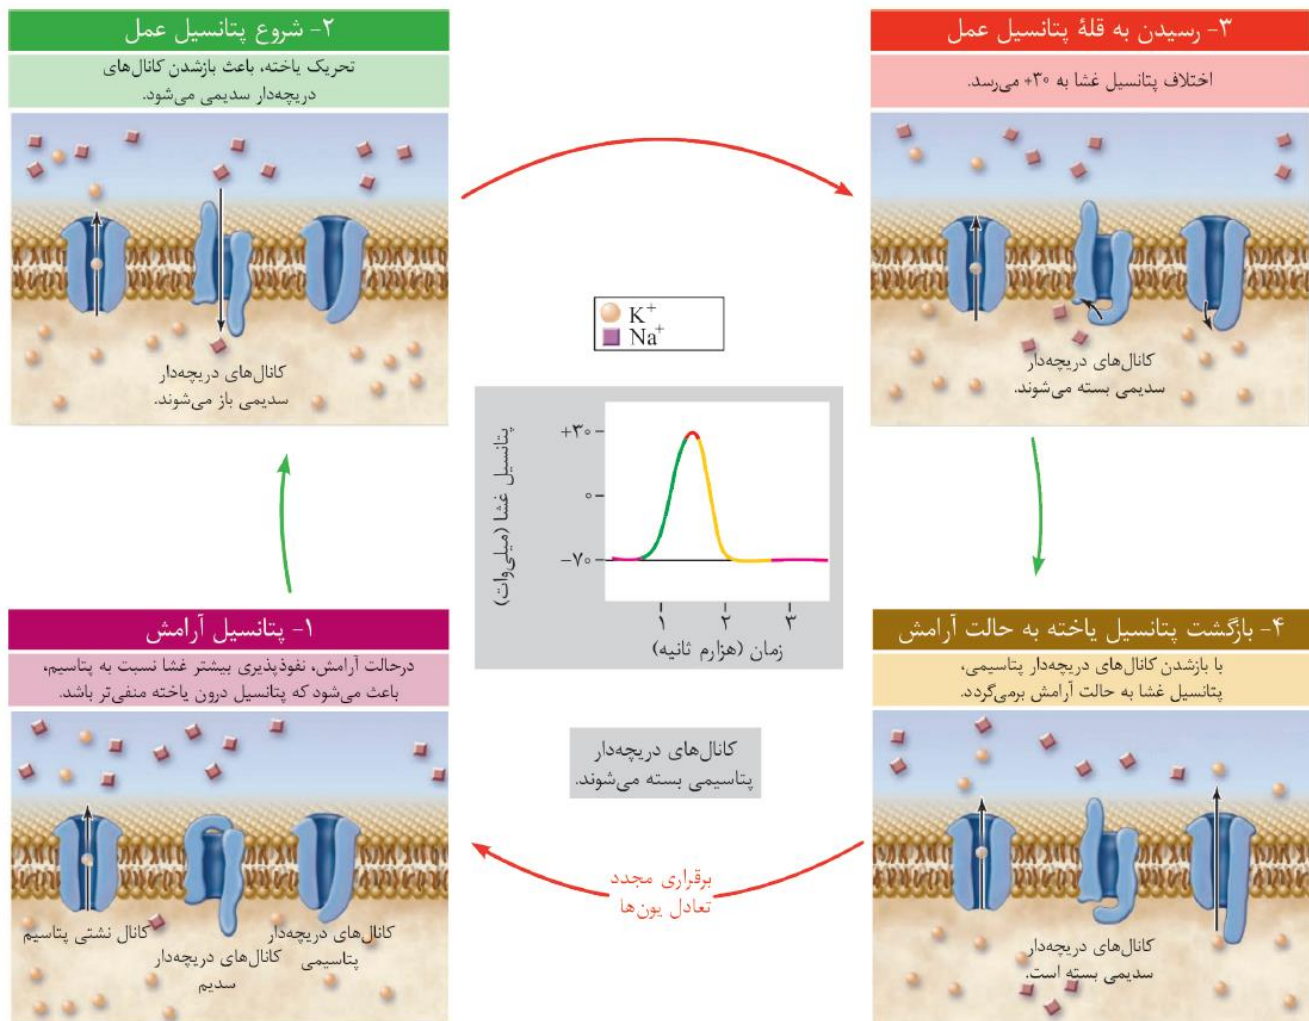 ۲- شروع پتانسیل عمل
تحریک یاخته، باعث بازشدن کانال‌های
دریچه‌دار سدیمی می‌شود.
کانال‌های دریچه‌دار
سدیمی باز می‌شوند.
۳- رسیدن به قلهٔ پتانسیل عمل
اختلاف پتانسیل غشا به ۳۰+ می‌رسد.
کانال‌های دریچه‌دار
سدیمی بسته می‌شوند.
K+
Na+
پتانسیل غشا (میلی‌وات)
+۳۰
۰
−۷۰
۱ ۲ ۳
زمان (هزارم ثانیه)
۱- پتانسیل آرامش
درحالت آرامش، نفوذپذیری بیشتر غشا نسبت به پتاسیم،
باعث می‌شود که پتانسیل درون یاخته منفی‌تر باشد.
کانال نشتی پتاسیم
کانال‌های دریچه‌دار
سدیم
کانال‌های دریچه‌دار
پتاسیمی
۴- بازگشت پتانسیل یاخته به حالت آرامش
با بازشدن کانال‌های دریچه‌دار پتاسیمی،
پتانسیل غشا به حالت آرامش برمی‌گردد.
کانال‌های دریچه‌دار
سدیمی بسته است.
کانال‌های دریچه‌دار
پتاسیمی بسته می‌شوند.
برقراری مجدد
تعادل یون‌ها